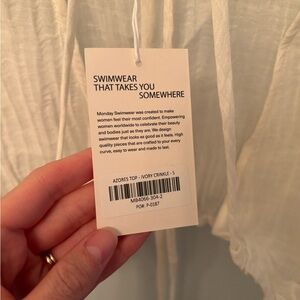 SWIMWEAR
THAT TAKES YOU
SOMEWHERE
Monday Swimwear was created to make
women feel their most confident. Empowering
women worldwide to celebrate their beauty
and bodies just as they are. We design
swimwear that looks as good as it feels. High
quality pieces that are crafted to your every
curve, easy to wear and made to last.
AZORES TOP - IVORY CRINKLE - S
MB4066-304-2
PO#: P-0187